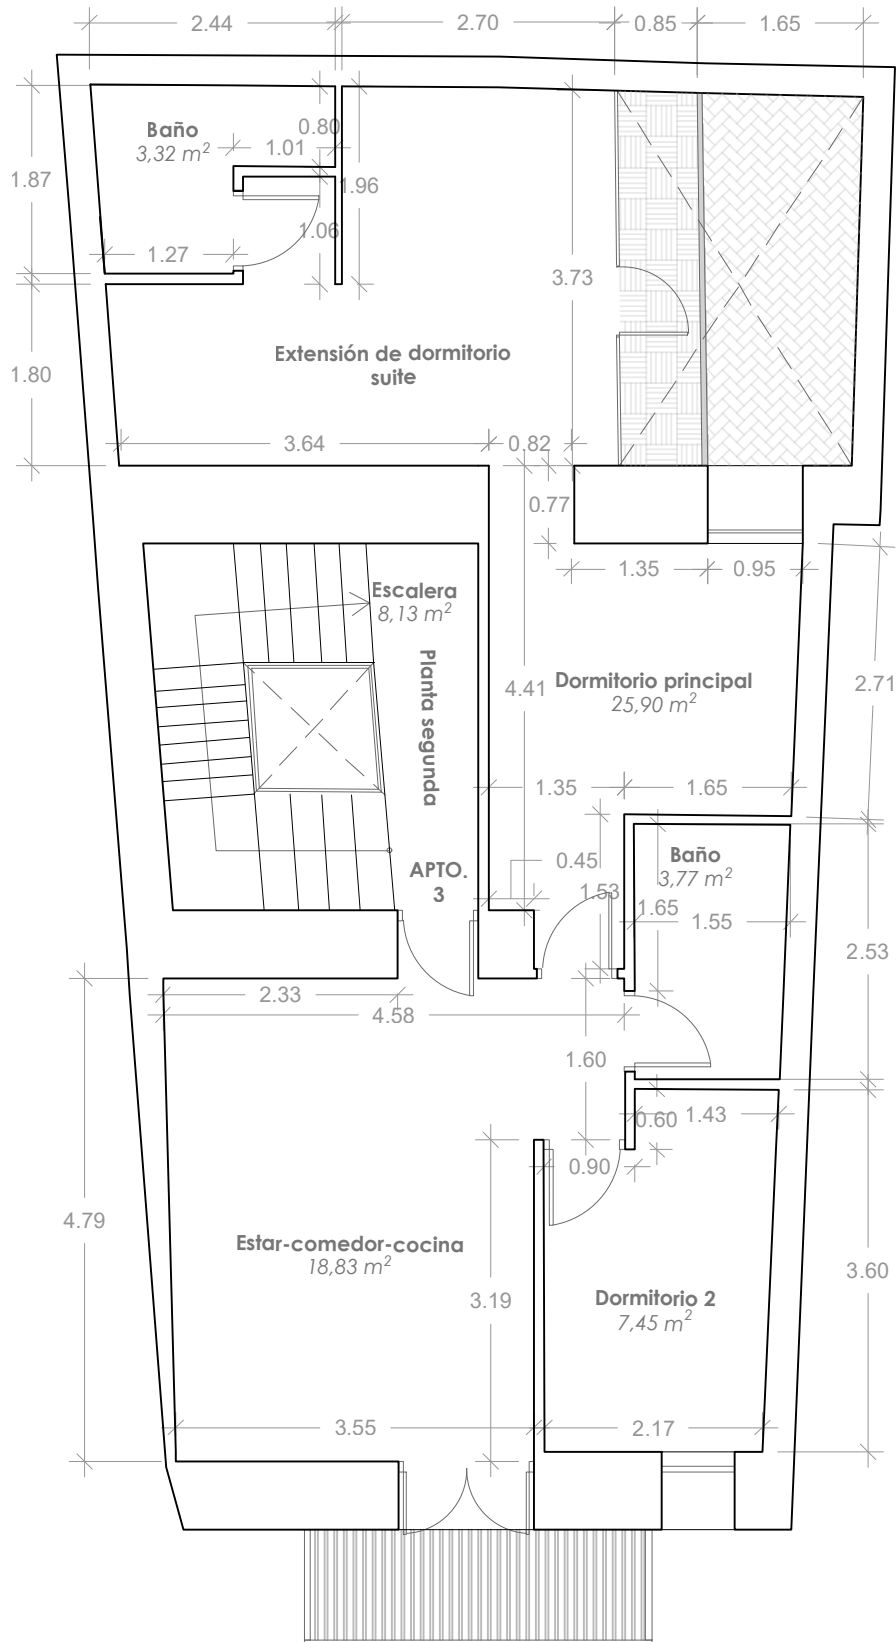 2.44
2.70
0.85
1.65
Baño
3,32 m²
0.80
1.01
1.87
1.96
1.06
1.27
3.73
Extensión de dormitorio
suite
1.80
3.64
0.82
0.77
1.35
0.95
Escalera
8,13 m²
Planta segunda
4.41
Dormitorio principal
25,90 m²
2.71
1.35
1.65
APTO.
3
0.45
Baño
3,77 m²
1.53
1.65
1.55
2.53
2.33
4.58
1.60
0.60
1.43
0.90
4.79
Estar-comedor-cocina
18,83 m²
3.19
3.60
Dormitorio 2
7,45 m²
3.55
2.17